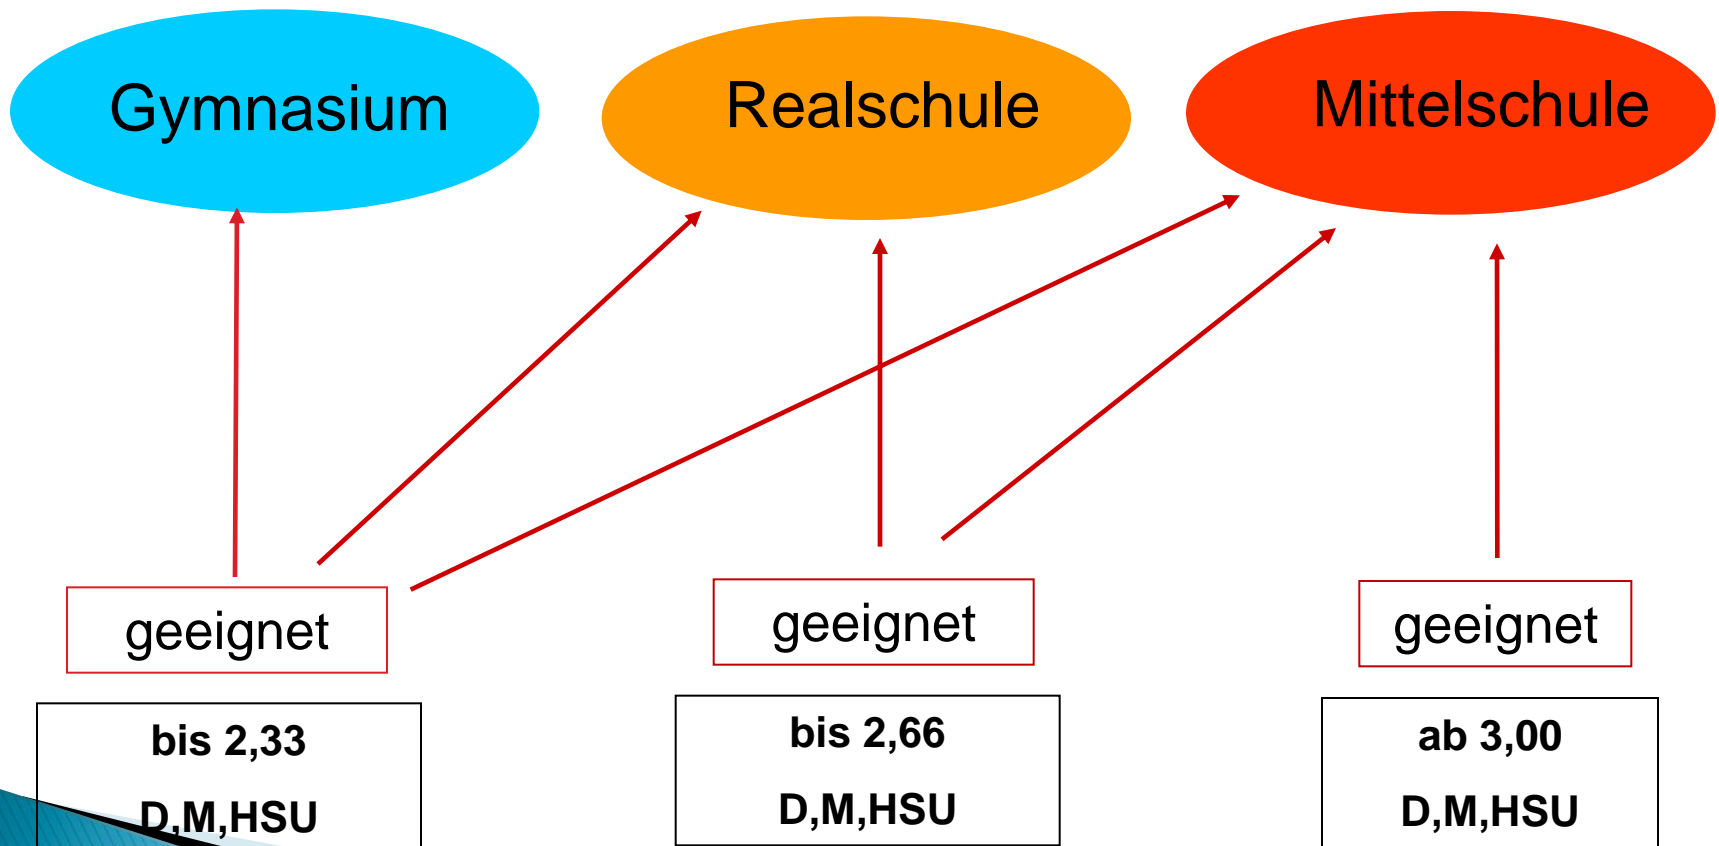 Gymnasium
Realschule
Mittelschule
geeignet
geeignet
geeignet
bis 2,33
D,M,HSU
bis 2,66
D,M,HSU
ab 3,00
D,M,HSU